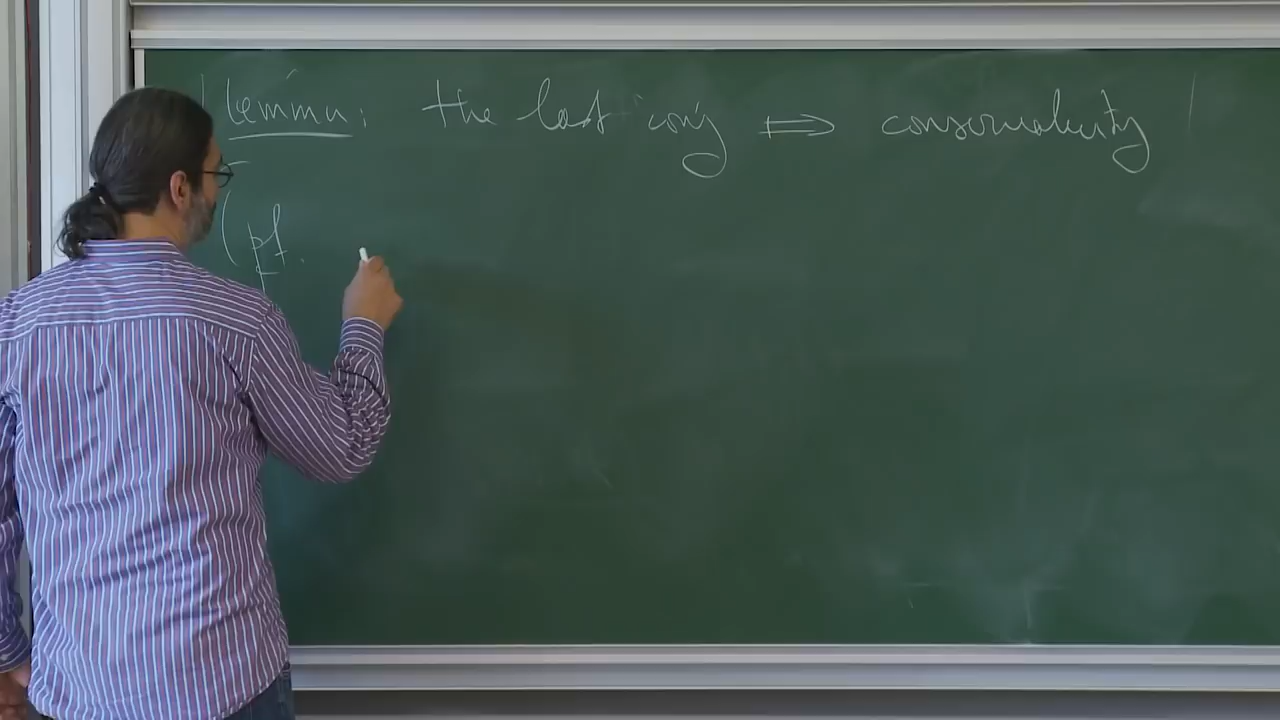 Lemma: the last conj ⟹ conservativity
(pf.